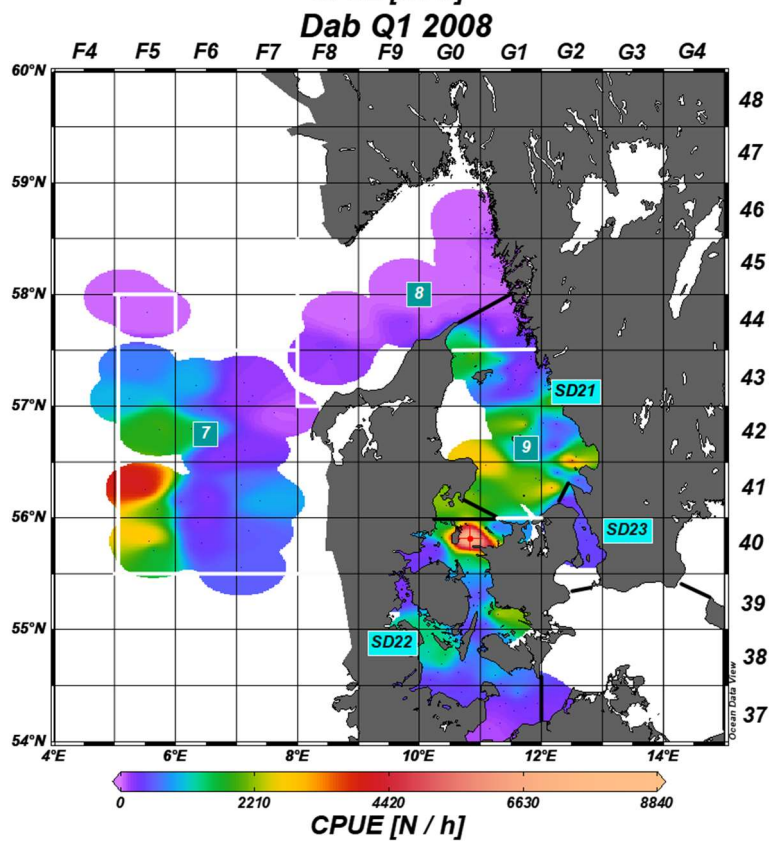 Dab Q1 2008
F4 F5 F6 F7 F8 F9 G0 G1 G2 G3 G4
60°N
48
47
59°N
46
45
58°N
8
44
43
SD21
57°N
7
9
42
41
56°N
SD23
40
39
55°N
SD22
38
37
54°N
Ocean Data View
4°E 6°E 8°E 10°E 12°E 14°E
0 2210 4420 6630 8840
CPUE [N / h]